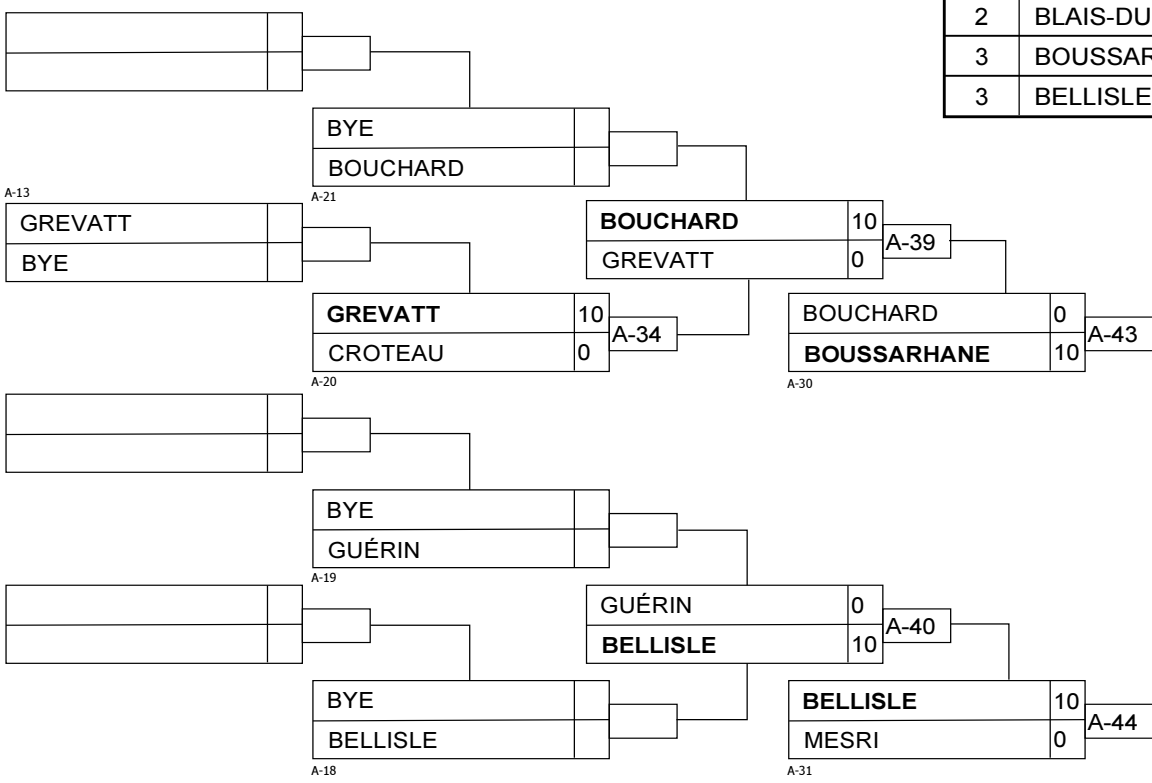 2 BLAIS-DU
3 BOUSSAR
3 BELLISLE
BYE
BOUCHARD
A-21
A-13
GREVATT
BYE
BOUCHARD 10
GREVATT 0
A-39
GREVATT 10
CROTEAU 0
A-34
A-20
BOUCHARD 0
BOUSSARHANE 10
A-43
A-30
BYE
GUÉRIN
A-19
GUÉRIN 0
BELLISLE 10
A-40
BYE
BELLISLE
A-18
BELLISLE 10
MESRI 0
A-44
A-31